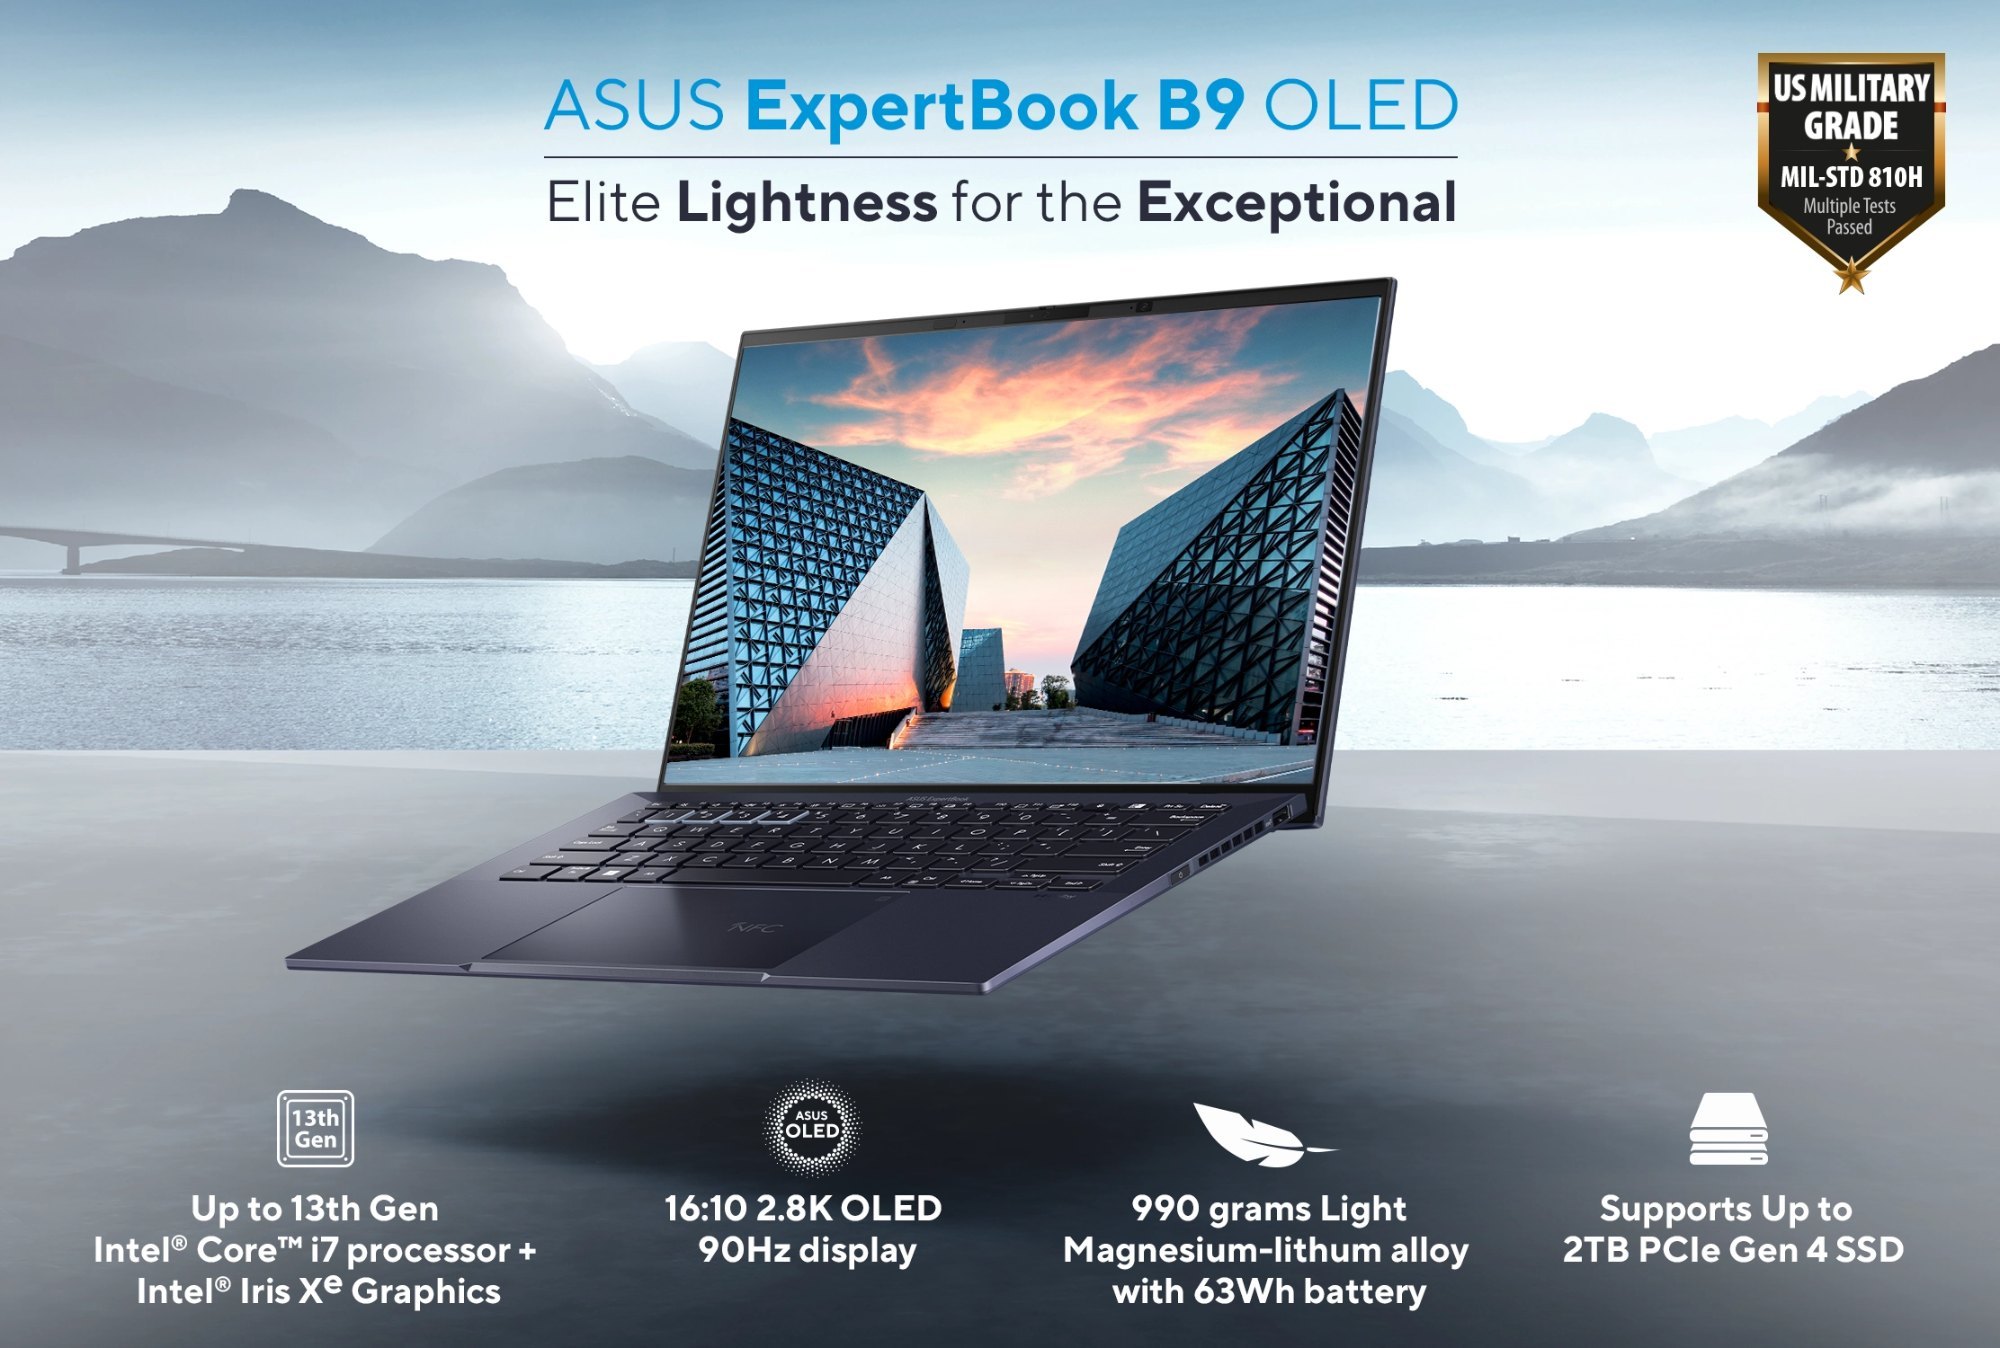 ASUS ExpertBook B9 OLED
Elite Lightness for the Exceptional
US MILITARY
GRADE
MIL-STD 810H
Multiple Tests
Passed
ASUS ExpertBook
NFC
13th
Gen
Up to 13th Gen
Intel® Core™ i7 processor +
Intel® Iris Xe Graphics
ASUS
OLED
16:10 2.8K OLED
90Hz display
990 grams Light
Magnesium-lithum alloy
with 63Wh battery
Supports Up to
2TB PCIe Gen 4 SSD